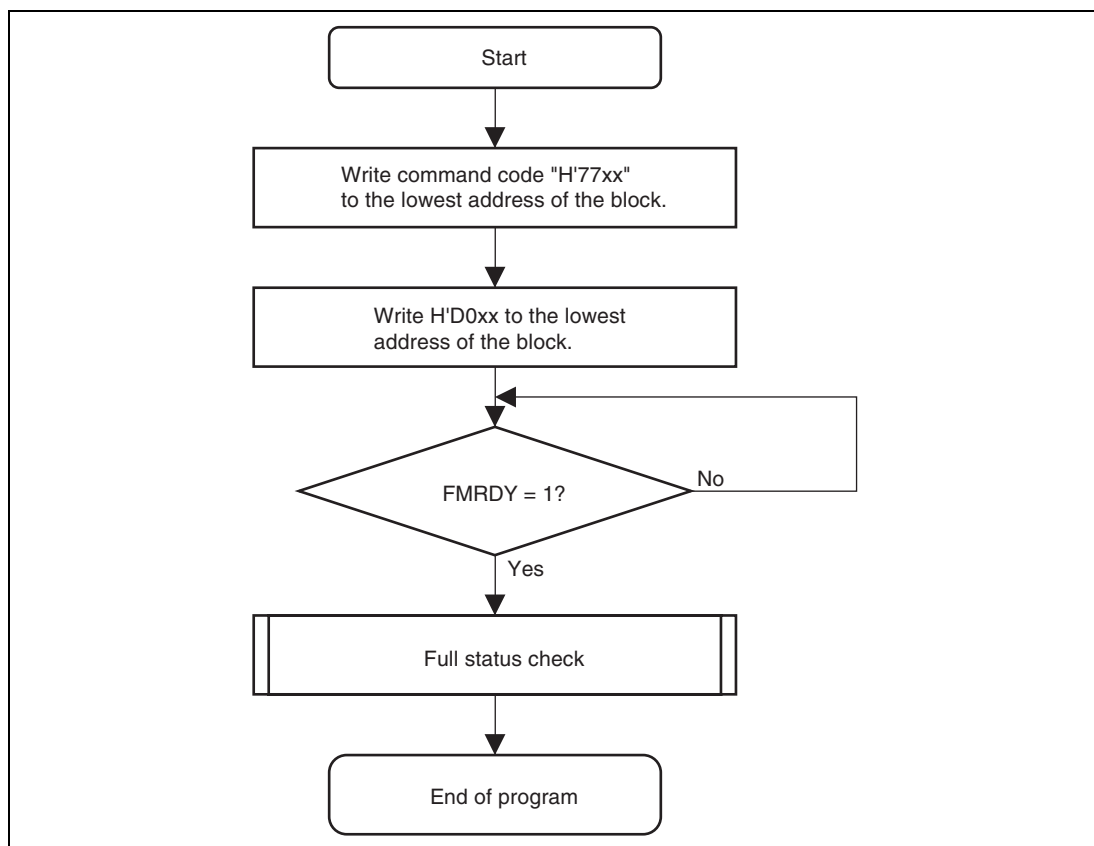 Start
Write command code "H'77xx"
to the lowest address of the block.
Write H'D0xx to the lowest
address of the block.
FMRDY = 1?
No
Yes
Full status check
End of program